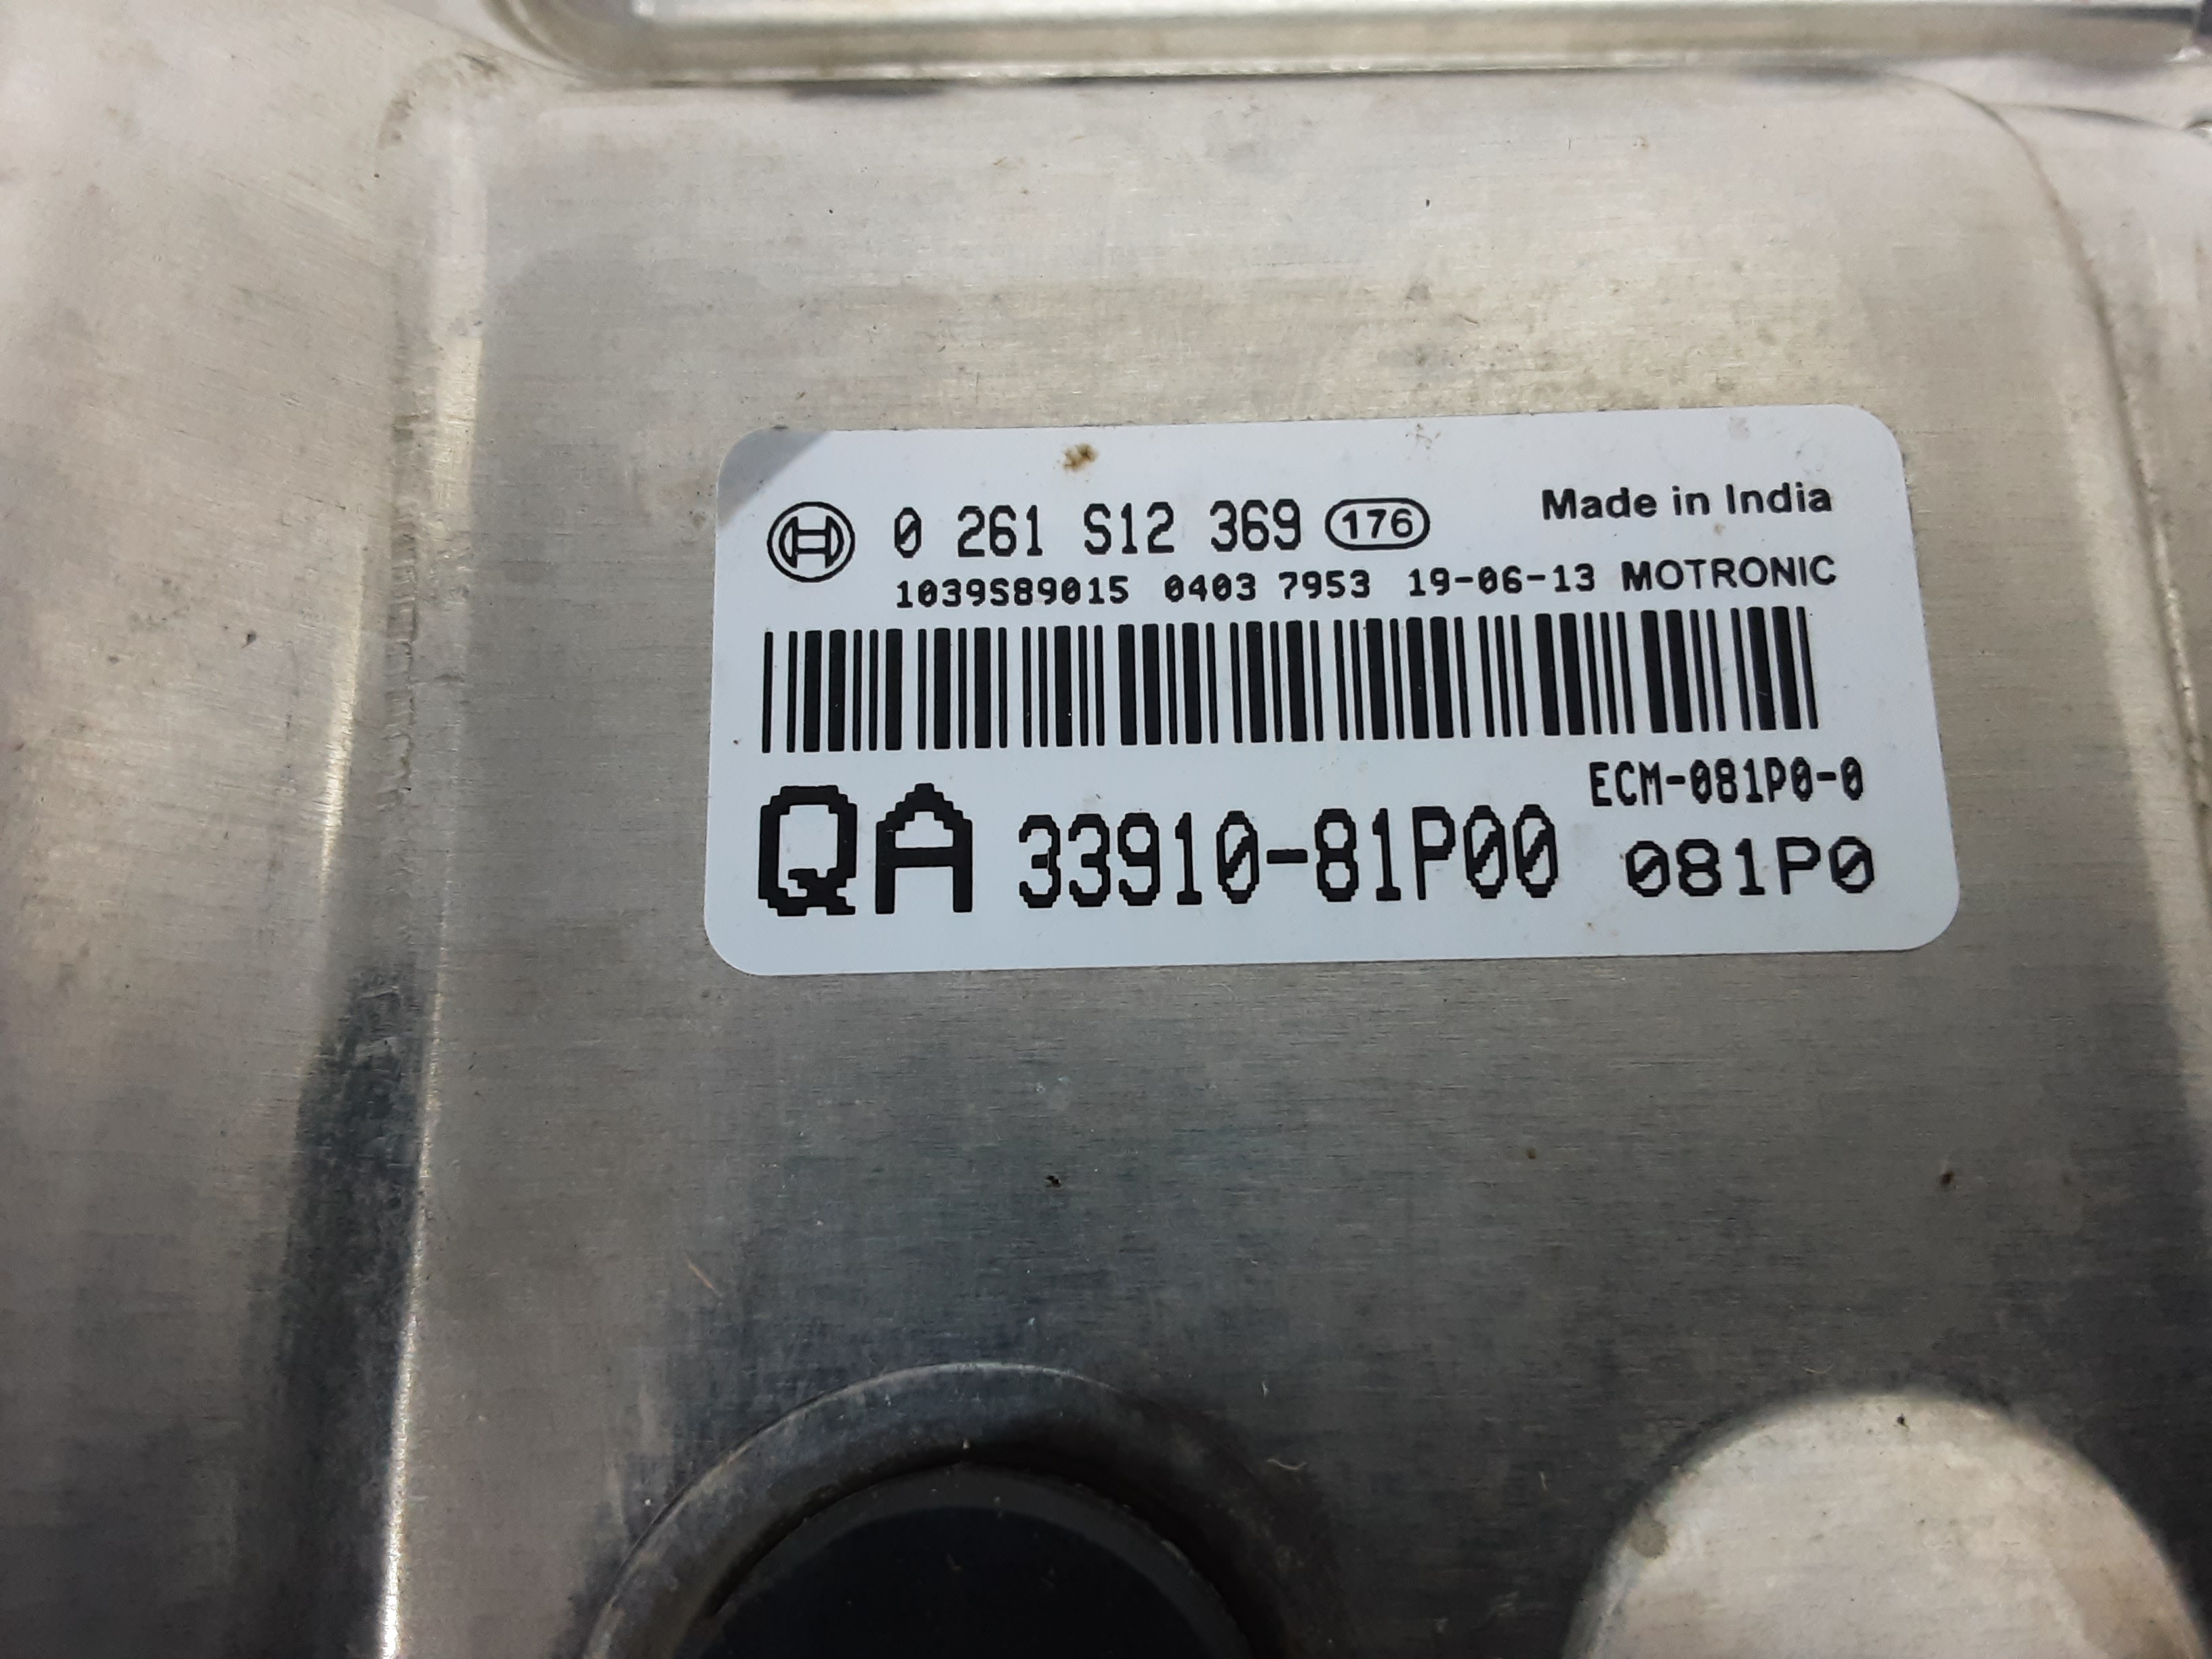 0 261 S12 369 176 Made in India
1039S89015 0403 7953 19-06-13 MOTRONIC
ECM-081P0-0
QA 33910-81P00 081P0